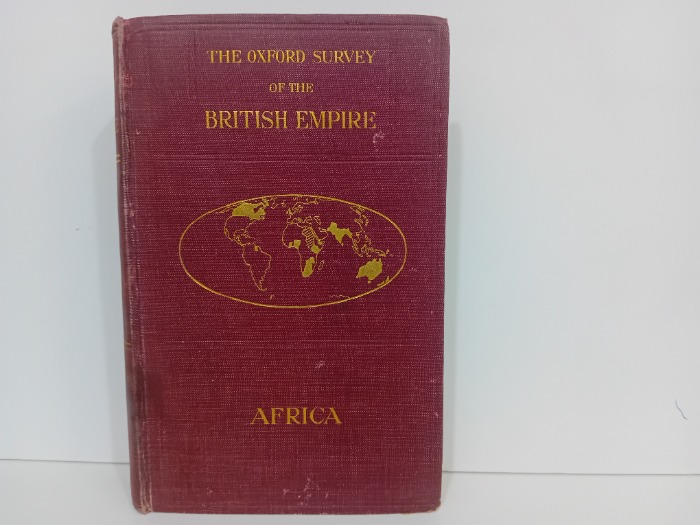 THE OXFORD SURVEY
OF THE
BRITISH EMPIRE
AFRICA